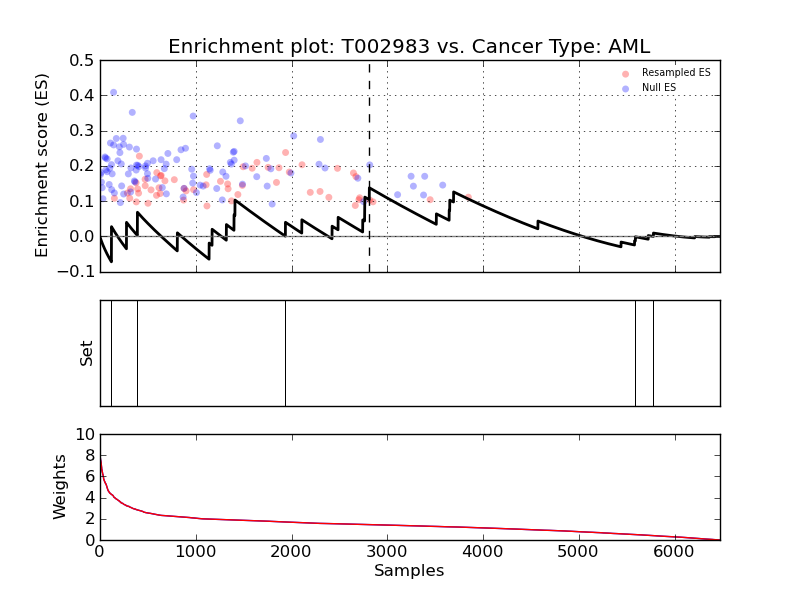 Enrichment plot: T002983 vs. Cancer Type: AML
Enrichment score (ES)
0.5
0.4
0.3
0.2
0.1
0.0
−0.1
Resampled ES
Null ES
Set
Weights
10
8
6
4
2
0
0 1000 2000 3000 4000 5000 6000
Samples